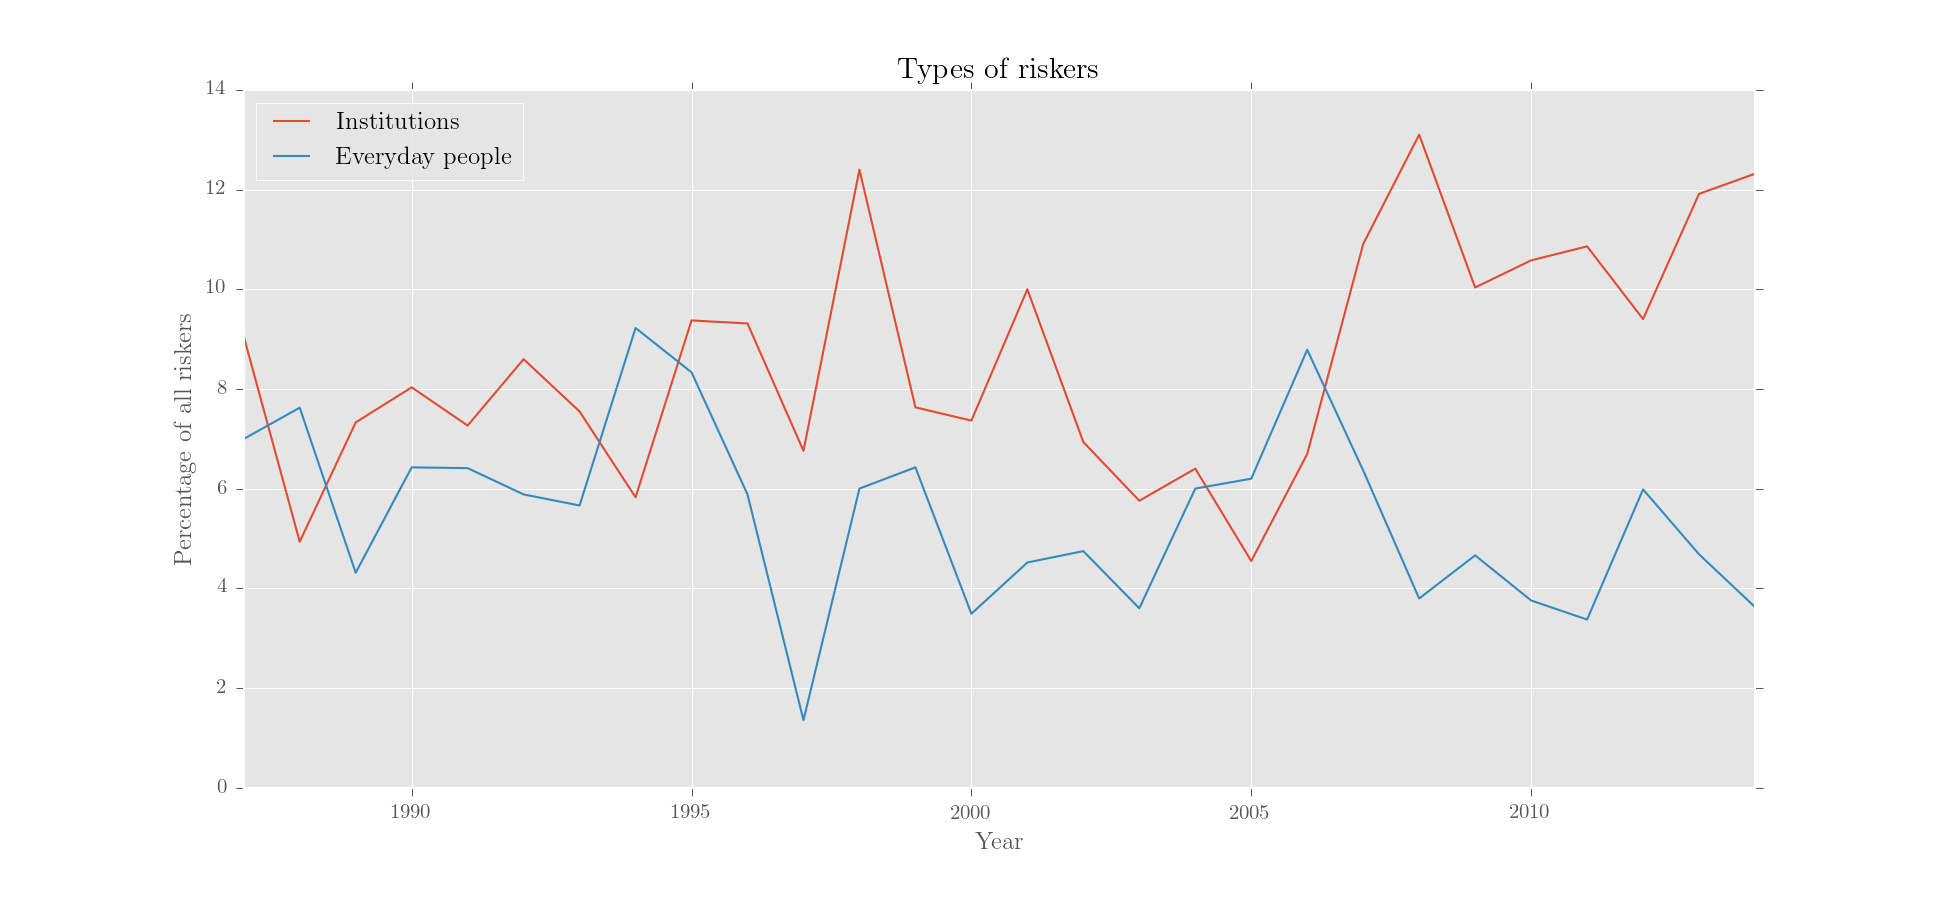 Types of riskers
14
Institutions
Everyday people
12
10
8
6
4
2
0
Percentage of all riskers
1990 1995 2000 2005 2010
Year